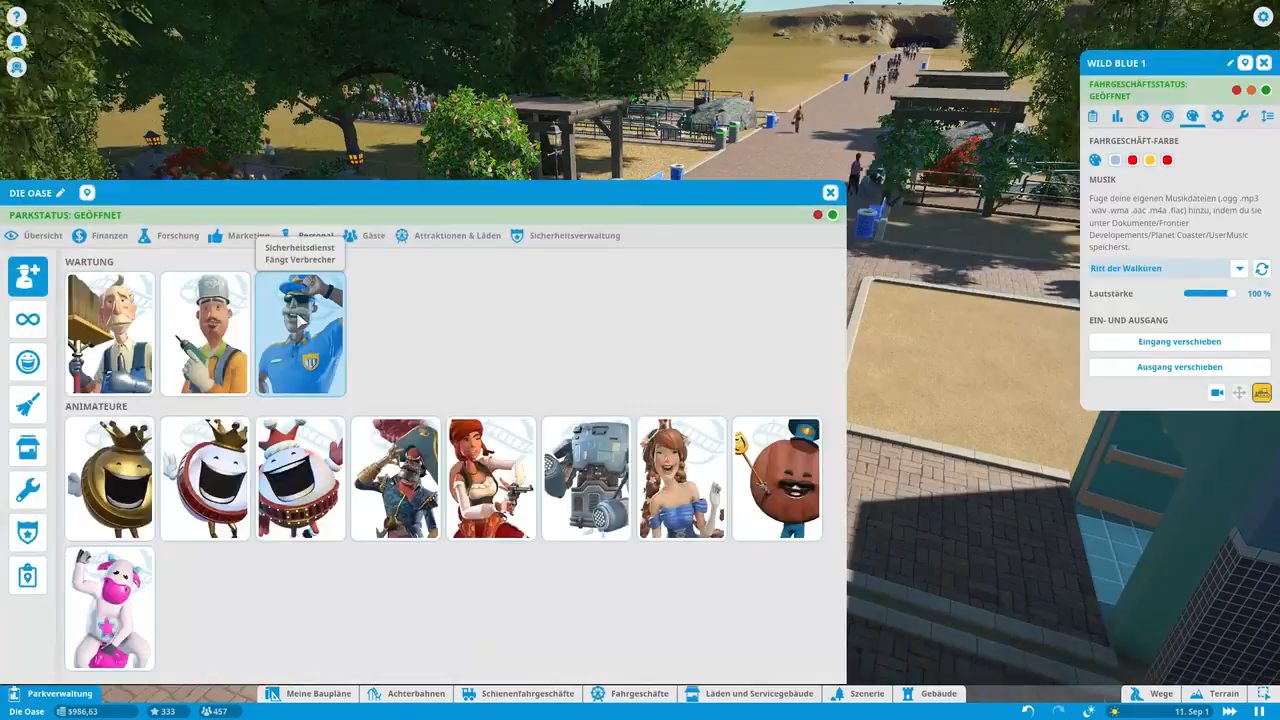 WILD BLUE 1
FAHRGESCHÄFTSSTATUS:
GEÖFFNET
FAHRGESCHÄFT-FARBE
MUSIK
Füge deine eigenen Musikdateien (.ogg .mp3
.wav .wma .aac .m4a .flac) hinzu, indem du sie
unter Dokumente/Frontier
Developements/Planet Coaster/UserMusic
speicherst.
Ritt der Walküren
Lautstärke 100 %
EIN- UND AUSGANG
Eingang verschieben
Ausgang verschieben
DIE OASE
PARKSTATUS: GEÖFFNET
Übersicht Finanzen Forschung Marketing Personal Gäste Attraktionen & Läden Sicherheitsverwaltung
Sicherheitsdienst
Fängt Verbrecher
WARTUNG
ANIMATEURE
Parkverwaltung Meine Baupläne Achterbahnen Schienenfahrgeschäfte Fahrgeschäfte Läden und Servicegebäude Szenerie Gebäude Wege Terrain
Die Oase $986,63 333 457 11. Sep 1